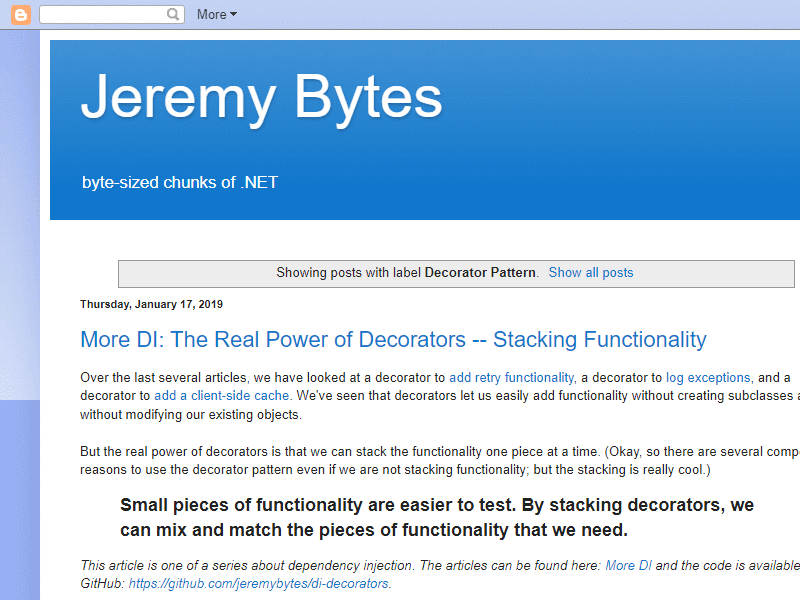 More
Jeremy Bytes
byte-sized chunks of .NET
Showing posts with label Decorator Pattern. Show all posts
Thursday, January 17, 2019
More DI: The Real Power of Decorators -- Stacking Functionality
Over the last several articles, we have looked at a decorator to add retry functionality, a decorator to log exceptions, and a
decorator to add a client-side cache. We've seen that decorators let us easily add functionality without creating subclasses
without modifying our existing objects.
But the real power of decorators is that we can stack the functionality one piece at a time. (Okay, so there are several
reasons to use the decorator pattern even if we are not stacking functionality; but the stacking is really cool.)
Small pieces of functionality are easier to test. By stacking decorators, we
can mix and match the pieces of functionality that we need.
This article is one of a series about dependency injection. The articles can be found here: More DI and the code is available
GitHub: https://github.com/jeremybytes/di-decorators.